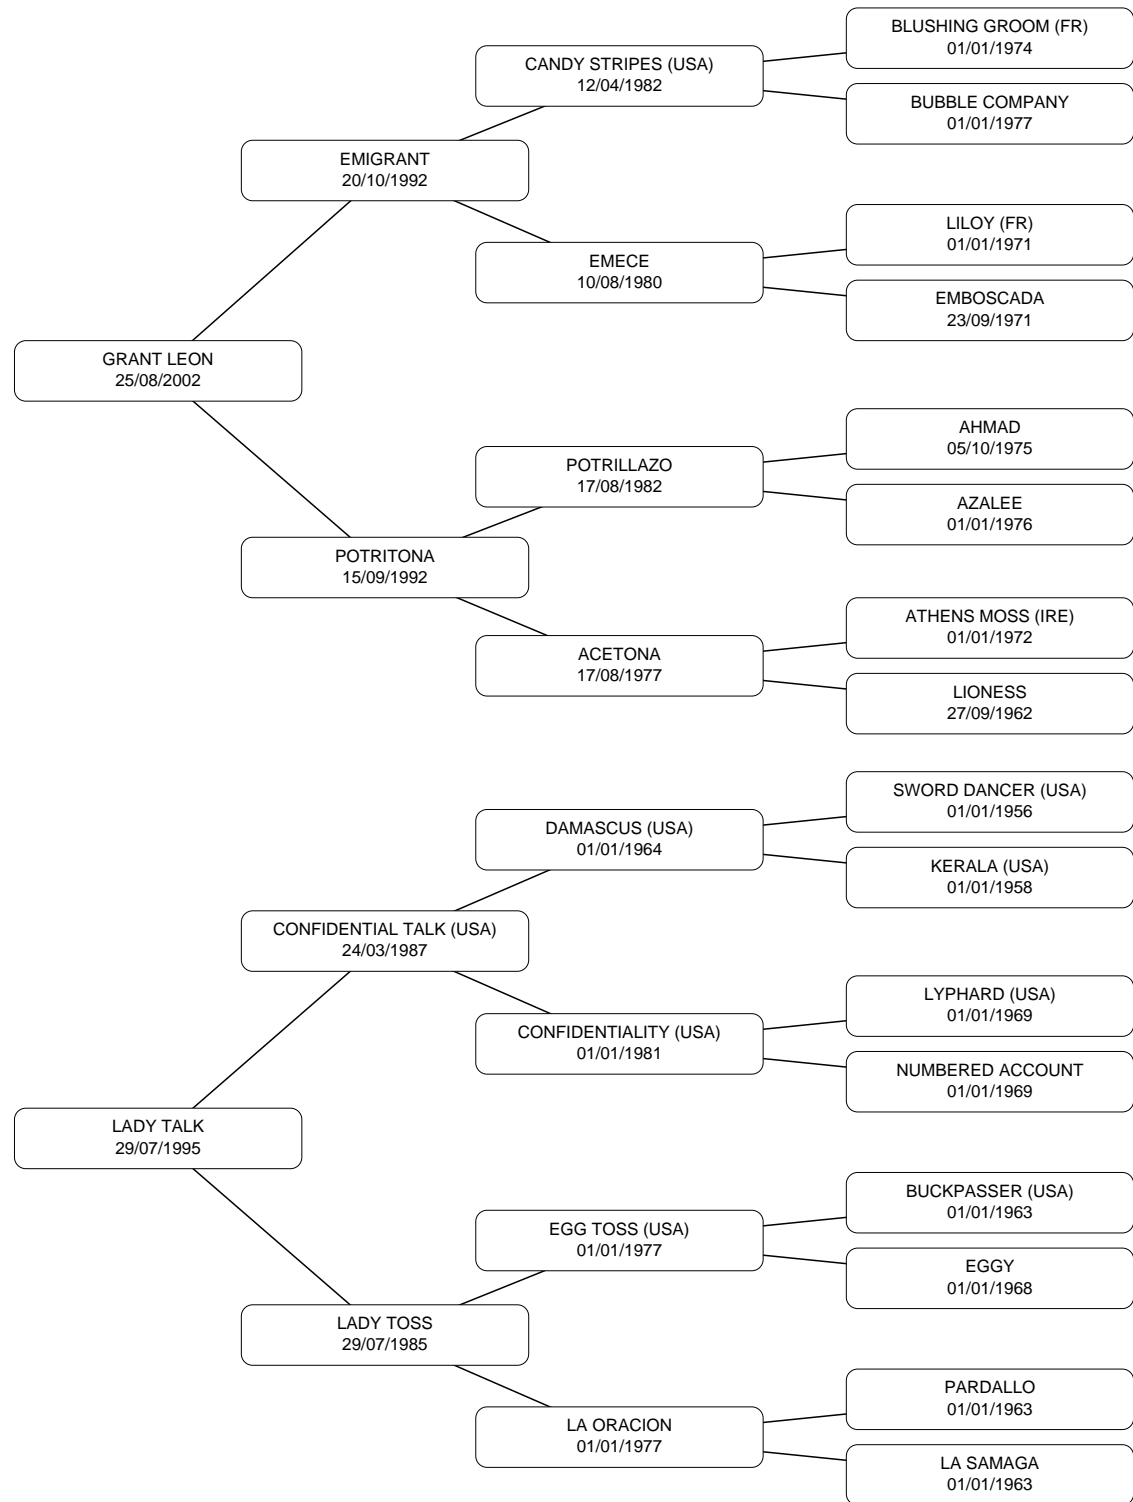 BLUSHING GROOM (FR)
01/01/1974
CANDY STRIPES (USA)
12/04/1982
BUBBLE COMPANY
01/01/1977
EMIGRANT
20/10/1992
LILOY (FR)
01/01/1971
EMECE
10/08/1980
EMBOSCADA
23/09/1971
GRANT LEON
25/08/2002
AHMAD
05/10/1975
POTRILLAZO
17/08/1982
AZALEE
01/01/1976
POTRITONA
15/09/1992
ATHENS MOSS (IRE)
01/01/1972
ACETONA
17/08/1977
LIONESS
27/09/1962
SWORD DANCER (USA)
01/01/1956
DAMASCUS (USA)
01/01/1964
KERALA (USA)
01/01/1958
CONFIDENTIAL TALK (USA)
24/03/1987
LYPHARD (USA)
01/01/1969
CONFIDENTIALITY (USA)
01/01/1981
NUMBERED ACCOUNT
01/01/1969
LADY TALK
29/07/1995
BUCKPASSER (USA)
01/01/1963
EGG TOSS (USA)
01/01/1977
EGGY
01/01/1968
LADY TOSS
29/07/1985
PARDALLO
01/01/1963
LA ORACION
01/01/1977
LA SAMAGA
01/01/1963